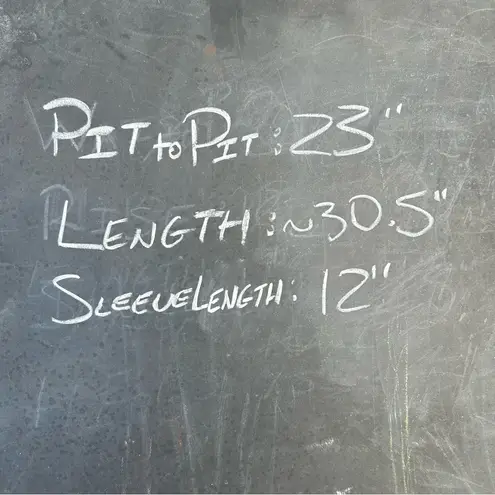 PIT to PIT: 23"
LENGTH: ~30.5"
SLEEVE LENGTH: 12"